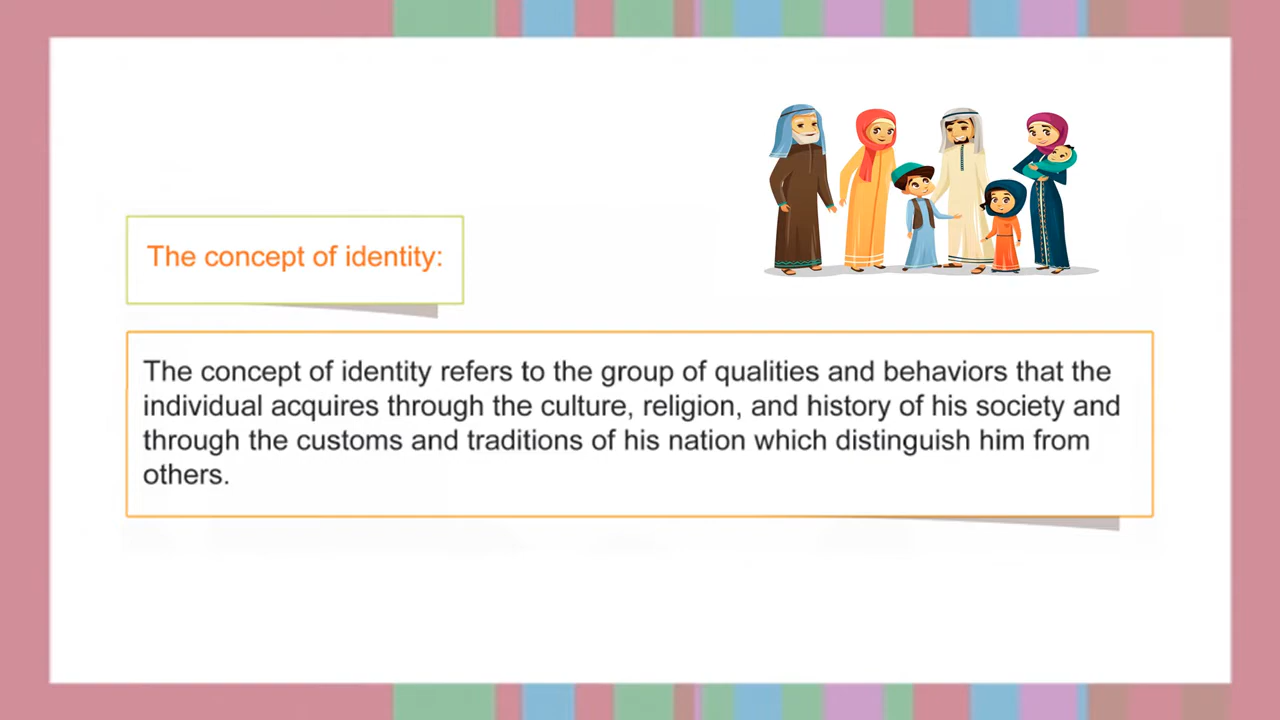 The concept of identity:
The concept of identity refers to the group of qualities and behaviors that the
individual acquires through the culture, religion, and history of his society and
through the customs and traditions of his nation which distinguish him from
others.